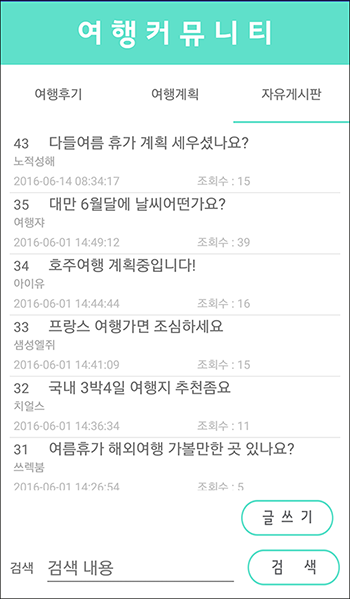 여행커뮤니티
여행후기 여행계획 자유게시판
43 다들여름 휴가 계획 세우셨나요?
노적성해
2016-06-14 08:34:17 조회수 : 15
35 대만 6월달에 날씨어떤가요?
여행쟈
2016-06-01 14:49:12 조회수 : 39
34 호주여행 계획중입니다!
아이유
2016-06-01 14:44:44 조회수 : 16
33 프랑스 여행가면 조심하세요
샘성엘쥐
2016-06-01 14:41:09 조회수 : 15
32 국내 3박4일 여행지 추천좀요
치얼스
2016-06-01 14:36:34 조회수 : 11
31 여름휴가 해외여행 가볼만한 곳 있나요?
쓰렉붐
2016-06-01 14:26:54 조회수 : 5
글 쓰 기
검색 검색 내용 검 색